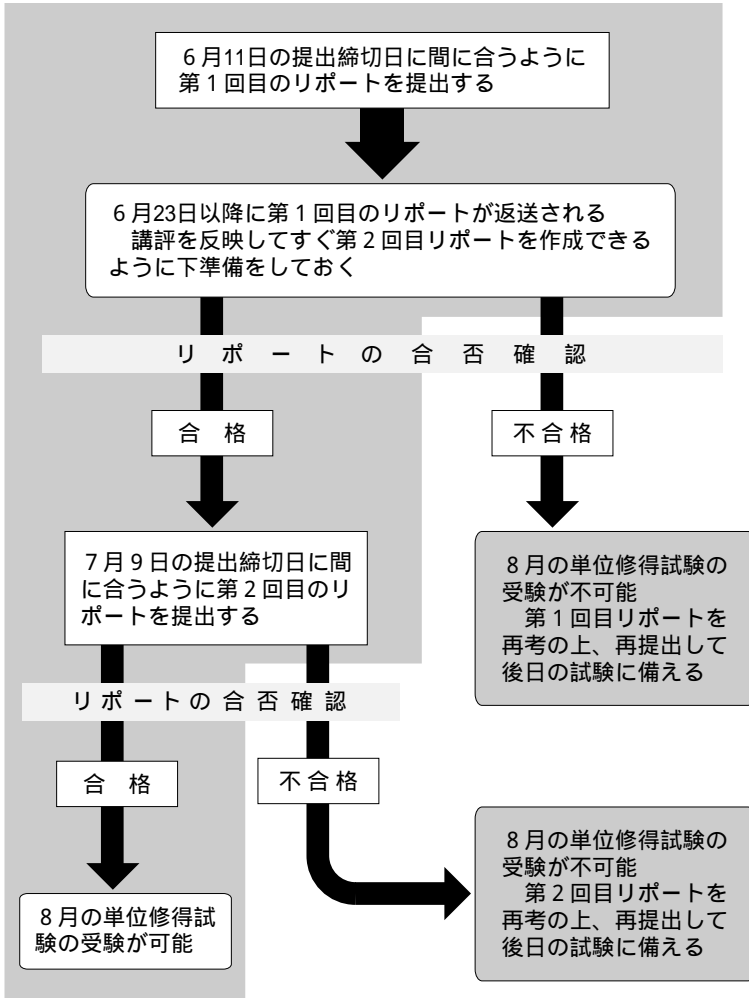 6月11日の提出締切日に間に合うように
第1回目のリポートを提出する
6月23日以降に第1回目のリポートが返送される
講評を反映してすぐ第2回目リポートを作成できる
ように下準備をしておく
リポートの合否確認
合格
不合格
7月9日の提出締切日に間
に合うように第2回目のリ
ポートを提出する
8月の単位修得試験の
受験が不可能
第1回目リポートを
再考の上、再提出して
後日の試験に備える
リポートの合否確認
合格
不合格
8月の単位修得試
験の受験が可能
8月の単位修得試験の
受験が不可能
第2回目リポートを
再考の上、再提出して
後日の試験に備える